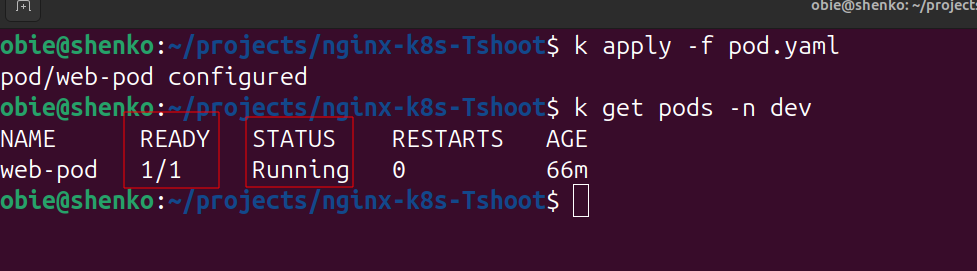 obie@shenko: ~/projects
obie@shenko:~/projects/nginx-k8s-Tshoot$ k apply -f pod.yaml
pod/web-pod configured
obie@shenko:~/projects/nginx-k8s-Tshoot$ k get pods -n dev
NAME READY STATUS RESTARTS AGE
web-pod 1/1 Running 0 66m
obie@shenko:~/projects/nginx-k8s-Tshoot$